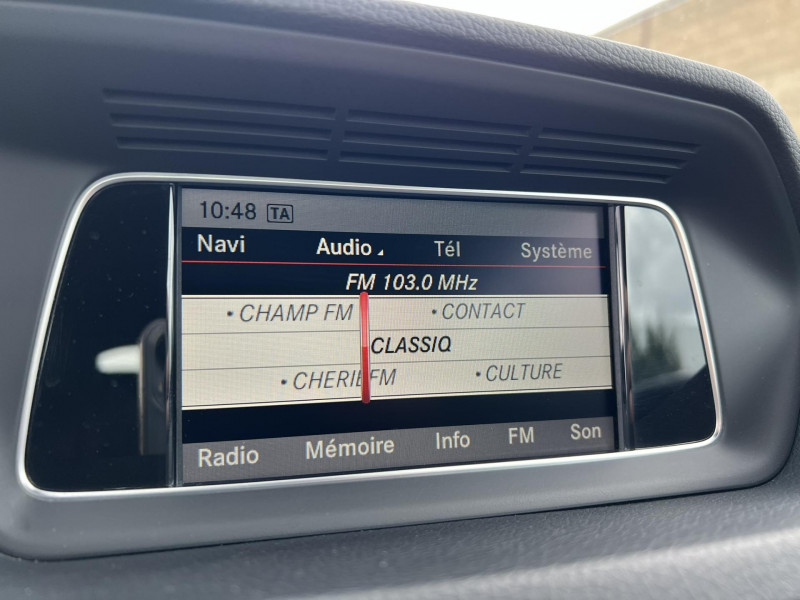 10:48 TA
Navi Audio Tél Système
FM 103.0 MHz
• CHAMP FM • CONTACT
CLASSIQ
• CHERIE FM • CULTURE
Radio Mémoire Info FM Son